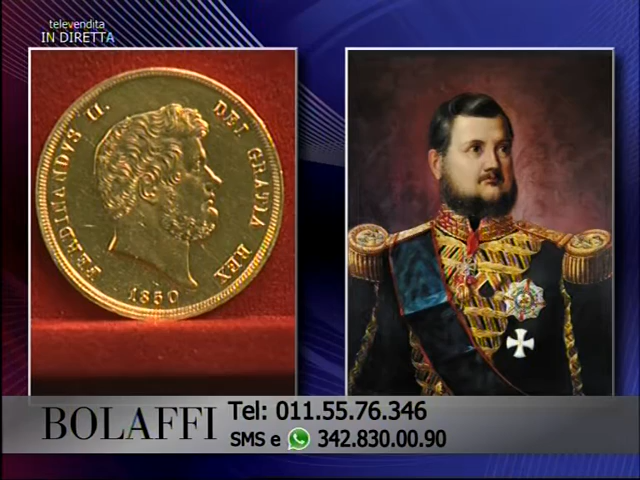 televendita
IN DIRETTA
FERDINANDVS II. DEI GRATIA REX
1850
BOLAFFI
Tel: 011.55.76.346
SMS e 342.830.00.90